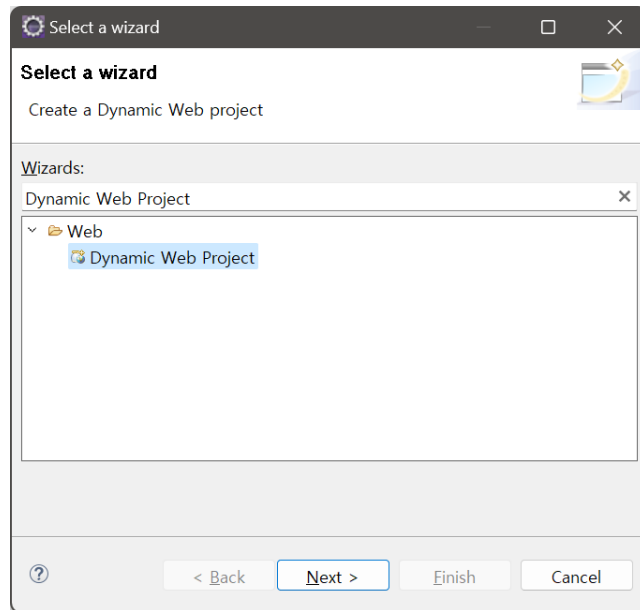 Select a wizard
Select a wizard
Create a Dynamic Web project
Wizards:
Dynamic Web Project
Web
Dynamic Web Project
< Back Next > Finish Cancel